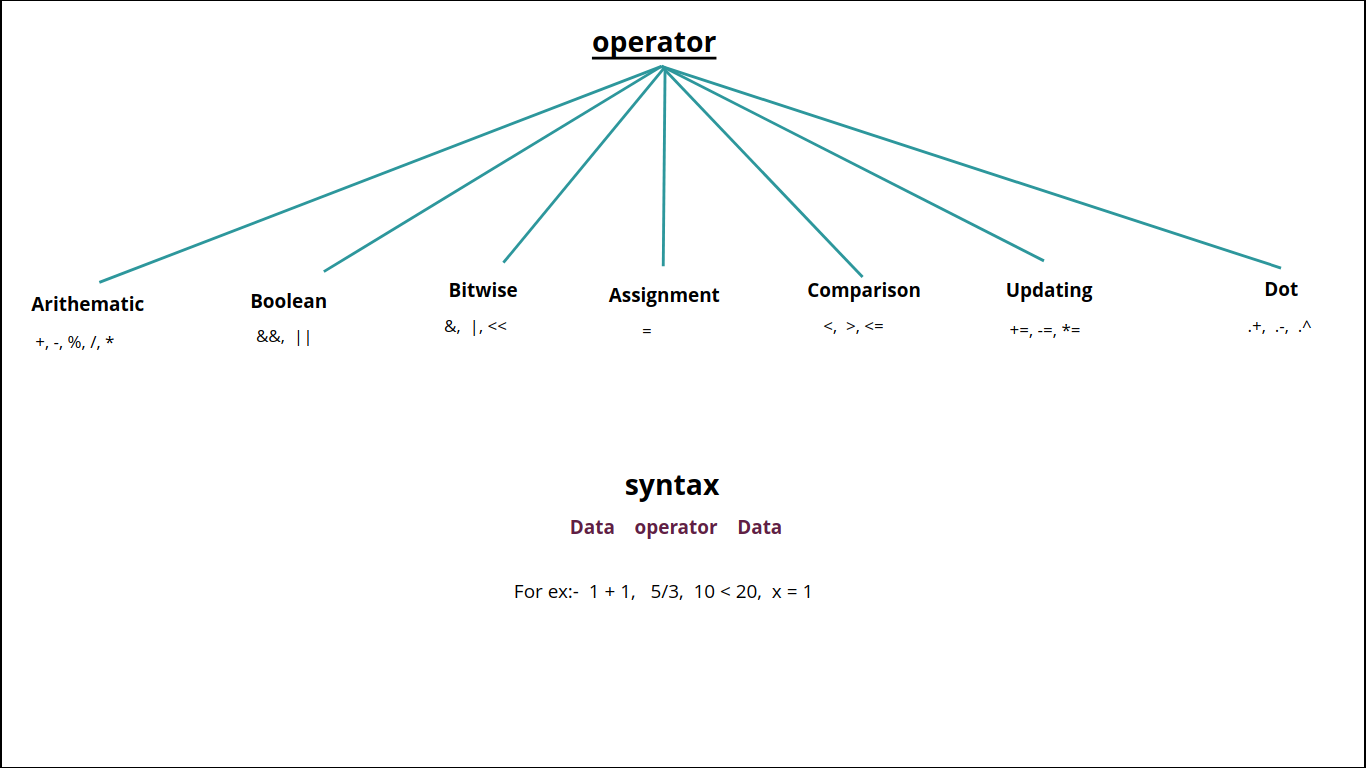 operator
Arithematic
+, -, %, /, *
Boolean
&&, ||
Bitwise
&, |, <<
Assignment
=
Comparison
<, >, <=
Updating
+=, -=, *=
Dot
.+, .-, .^
syntax
Data operator Data
For ex:- 1 + 1, 5/3, 10 < 20, x = 1